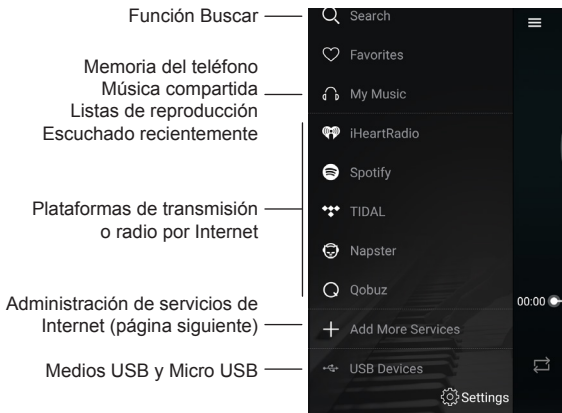 Función Buscar
Memoria del teléfono
Música compartida
Listas de reproducción
Escuchado recientemente
Plataformas de transmisión
o radio por Internet
Administración de servicios de
Internet (página siguiente)
Medios USB y Micro USB
Search
Favorites
My Music
iHeartRadio
Spotify
TIDAL
Napster
Qobuz
Add More Services
USB Devices
Settings
00:00